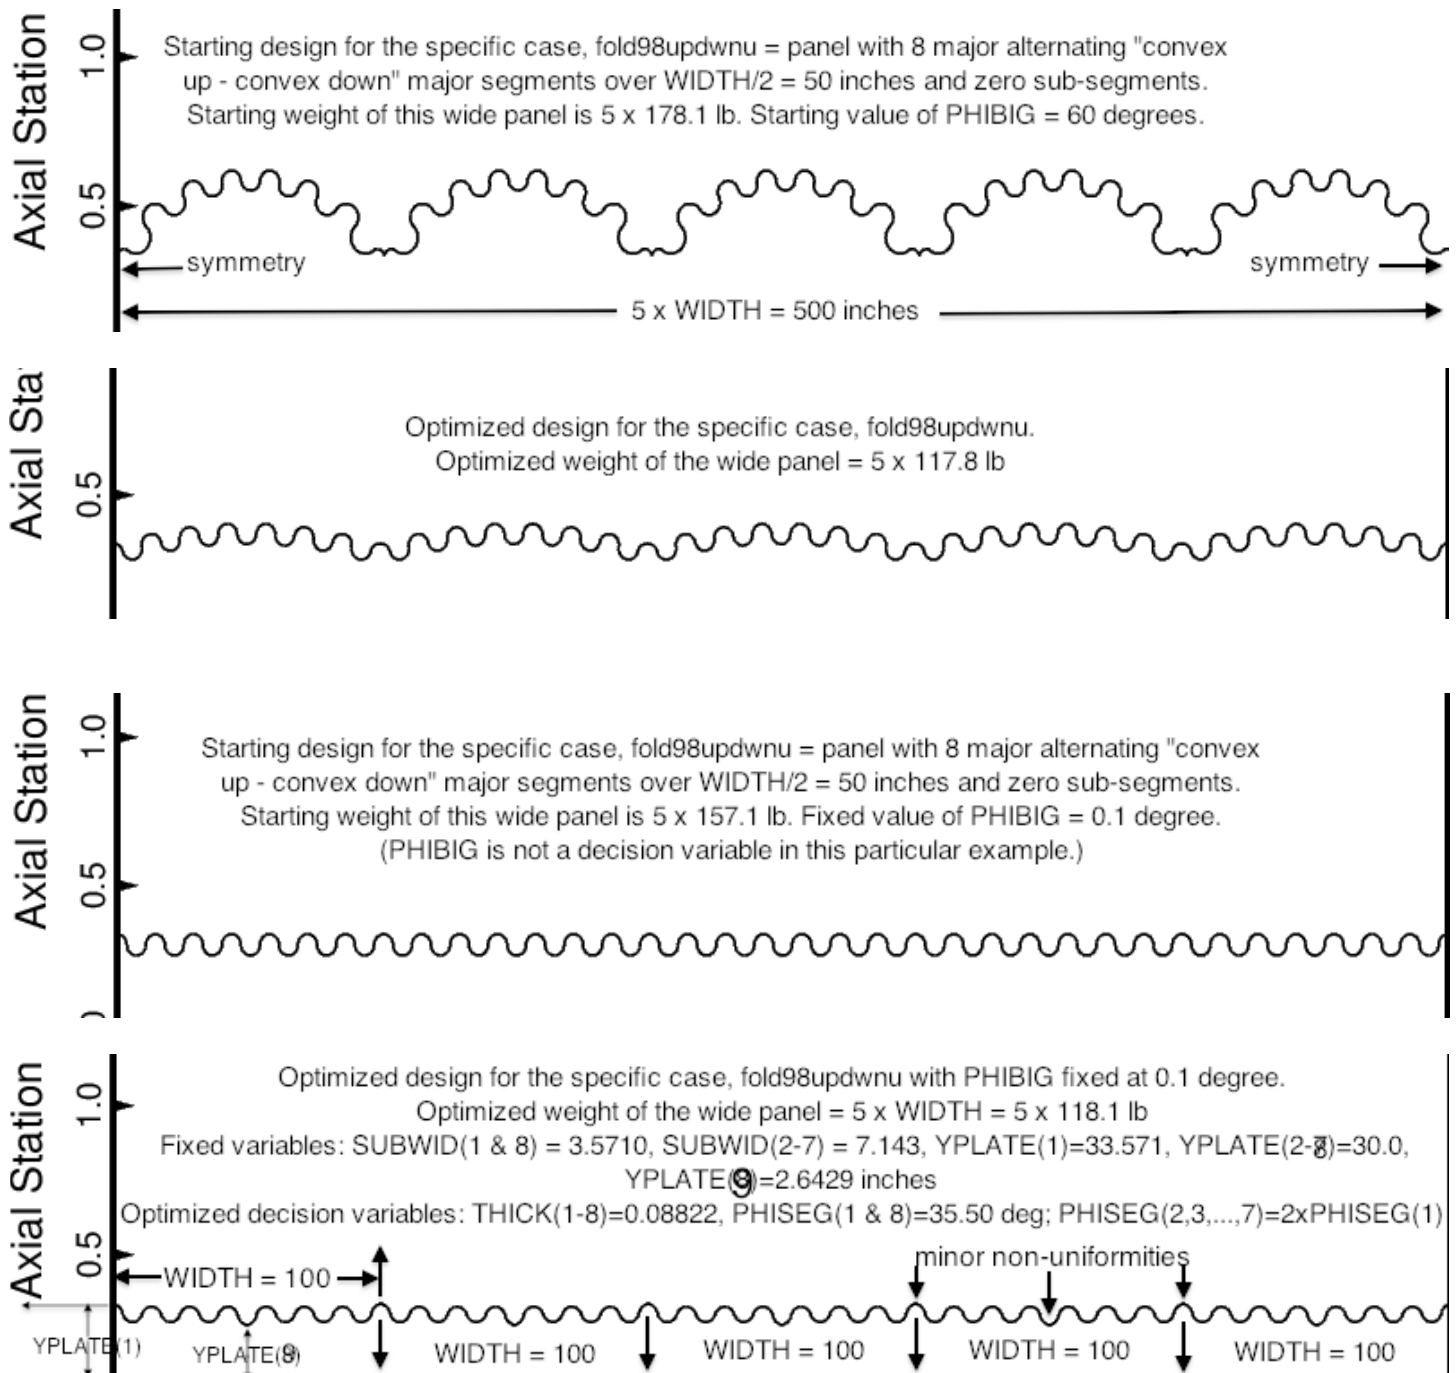 Axial Station
1.0
0.5
Starting design for the specific case, fold98updwnu = panel with 8 major alternating "convex
up - convex down" major segments over WIDTH/2 = 50 inches and zero sub-segments.
Starting weight of this wide panel is 5 x 178.1 lb. Starting value of PHIBIG = 60 degrees.
symmetry
symmetry
5 x WIDTH = 500 inches
Axial Sta
0.5
Optimized design for the specific case, fold98updwnu.
Optimized weight of the wide panel = 5 x 117.8 lb
Axial Station
1.0
0.5
Starting design for the specific case, fold98updwnu = panel with 8 major alternating "convex
up - convex down" major segments over WIDTH/2 = 50 inches and zero sub-segments.
Starting weight of this wide panel is 5 x 157.1 lb. Fixed value of PHIBIG = 0.1 degree.
(PHIBIG is not a decision variable in this particular example.)
Axial Station
1.0
0.5
Optimized design for the specific case, fold98updwnu with PHIBIG fixed at 0.1 degree.
Optimized weight of the wide panel = 5 x WIDTH = 5 x 118.1 lb
Fixed variables: SUBWID(1 & 8) = 3.5710, SUBWID(2-7) = 7.143, YPLATE(1)=33.571, YPLATE(2-8)=30.0,
YPLATE(9)=2.6429 inches
Optimized decision variables: THICK(1-8)=0.08822, PHISEG(1 & 8)=35.50 deg; PHISEG(2,3,...,7)=2xPHISEG(1)
minor non-uniformities
WIDTH = 100
YPLATE(1)
YPLATE(9)
WIDTH = 100
WIDTH = 100
WIDTH = 100
WIDTH = 100